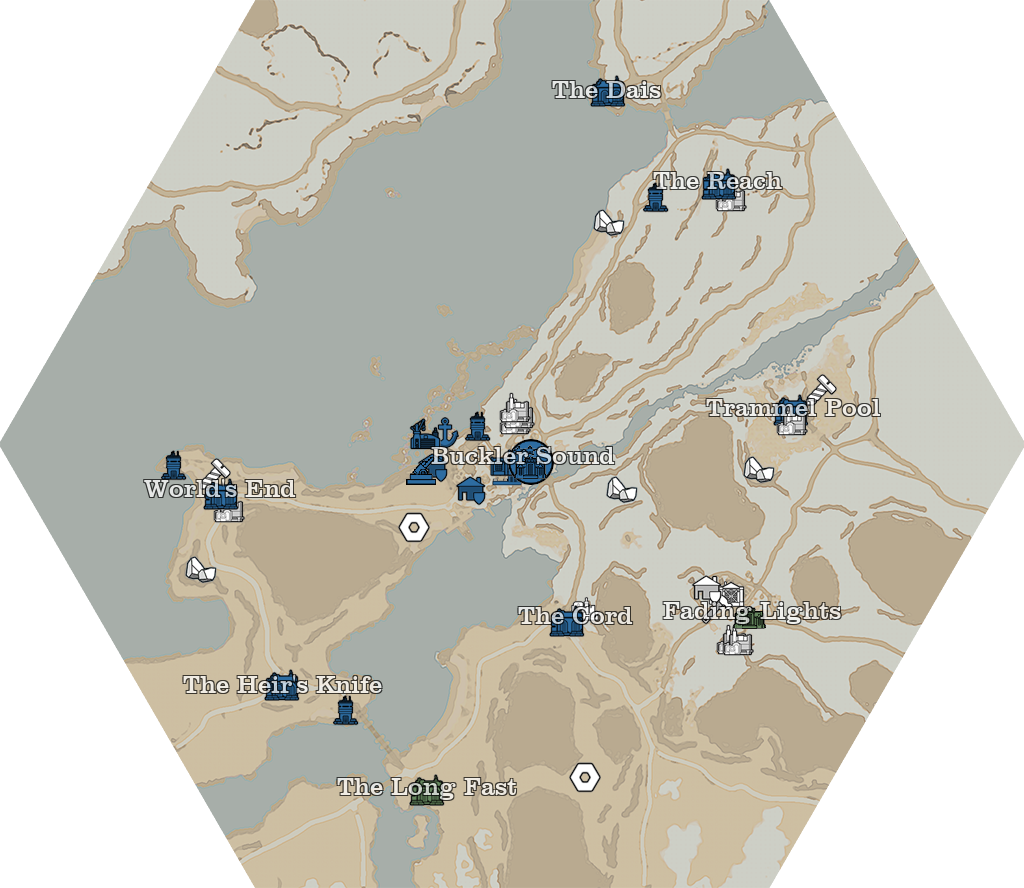 The Dais
The Reach
Trammel Pool
Buckler Sound
World's End
The Cord
Fading Lights
The Heir's Knife
The Long Fast